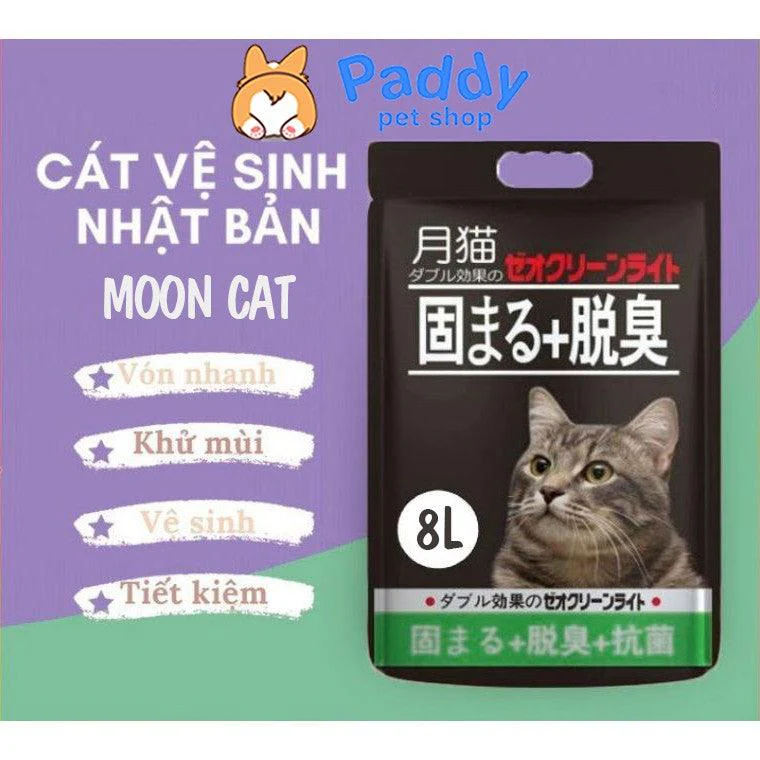 Paddy
pet shop
CÁT VỆ SINH
NHẬT BẢN
MOON CAT
Vón nhanh
Khử mùi
Vệ sinh
Tiết kiệm
月猫
ダブル効果のゼオクリーンライト
固まる+脱臭
8L
• ダブル効果のゼオクリーンライト •
固まる+脱臭+抗菌